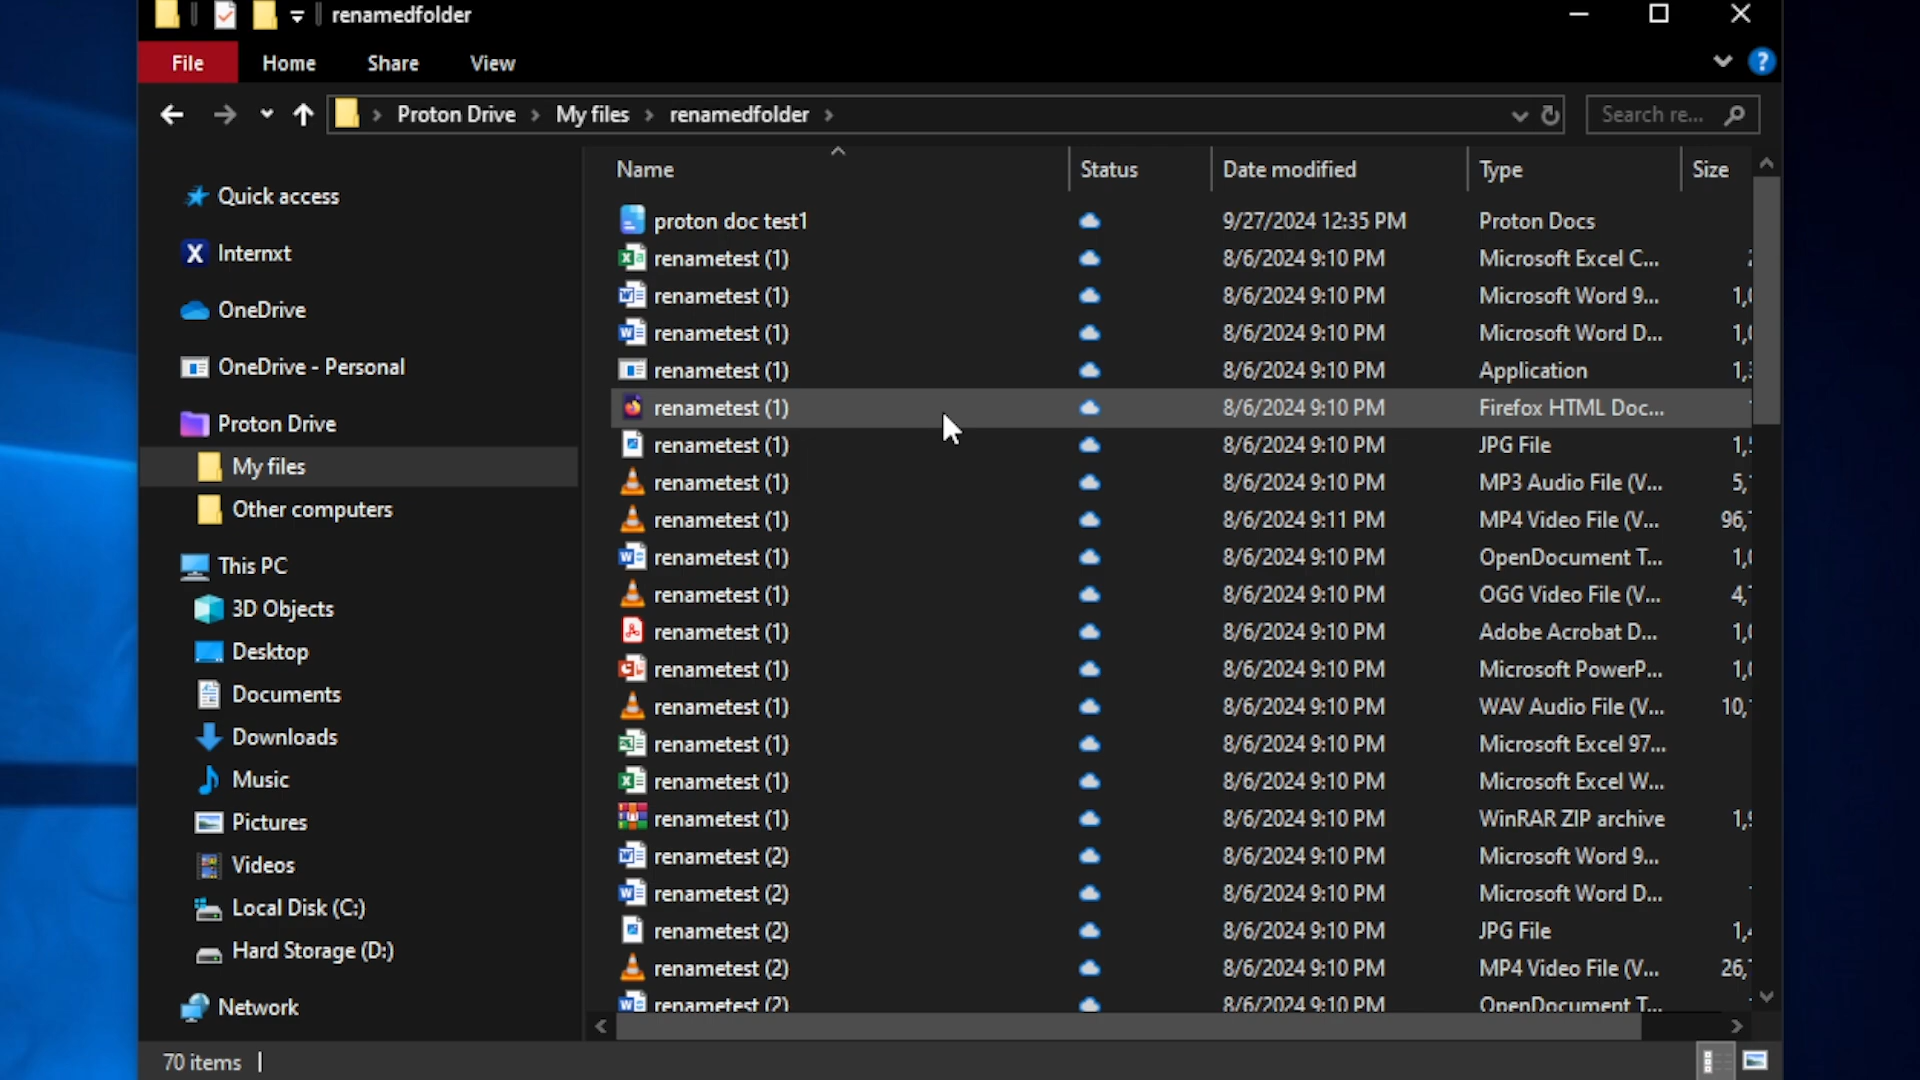 renamedfolder
File Home Share View
Proton Drive My files renamedfolder Search re...
Name Status Date modified Type Size
Quick access
Internxt
OneDrive
OneDrive - Personal
Proton Drive
My files
Other computers
This PC
3D Objects
Desktop
Documents
Downloads
Music
Pictures
Videos
Local Disk (C:)
Hard Storage (D:)
Network
proton doc test1 9/27/2024 12:35 PM Proton Docs
renametest (1) 8/6/2024 9:10 PM Microsoft Excel C...
renametest (1) 8/6/2024 9:10 PM Microsoft Word 9...
renametest (1) 8/6/2024 9:10 PM Microsoft Word D...
renametest (1) 8/6/2024 9:10 PM Application
renametest (1) 8/6/2024 9:10 PM Firefox HTML Doc...
renametest (1) 8/6/2024 9:10 PM JPG File
renametest (1) 8/6/2024 9:10 PM MP3 Audio File (V...
renametest (1) 8/6/2024 9:11 PM MP4 Video File (V... 96,
renametest (1) 8/6/2024 9:10 PM OpenDocument T...
renametest (1) 8/6/2024 9:10 PM OGG Video File (V... 4,
renametest (1) 8/6/2024 9:10 PM Adobe Acrobat D...
renametest (1) 8/6/2024 9:10 PM Microsoft PowerP...
renametest (1) 8/6/2024 9:10 PM WAV Audio File (V... 10,
renametest (1) 8/6/2024 9:10 PM Microsoft Excel 97...
renametest (1) 8/6/2024 9:10 PM Microsoft Excel W...
renametest (1) 8/6/2024 9:10 PM WinRAR ZIP archive
renametest (2) 8/6/2024 9:10 PM Microsoft Word 9...
renametest (2) 8/6/2024 9:10 PM Microsoft Word D...
renametest (2) 8/6/2024 9:10 PM JPG File
renametest (2) 8/6/2024 9:10 PM MP4 Video File (V... 26,
renametest (2) 8/6/2024 9:10 PM OpenDocument T...
70 items